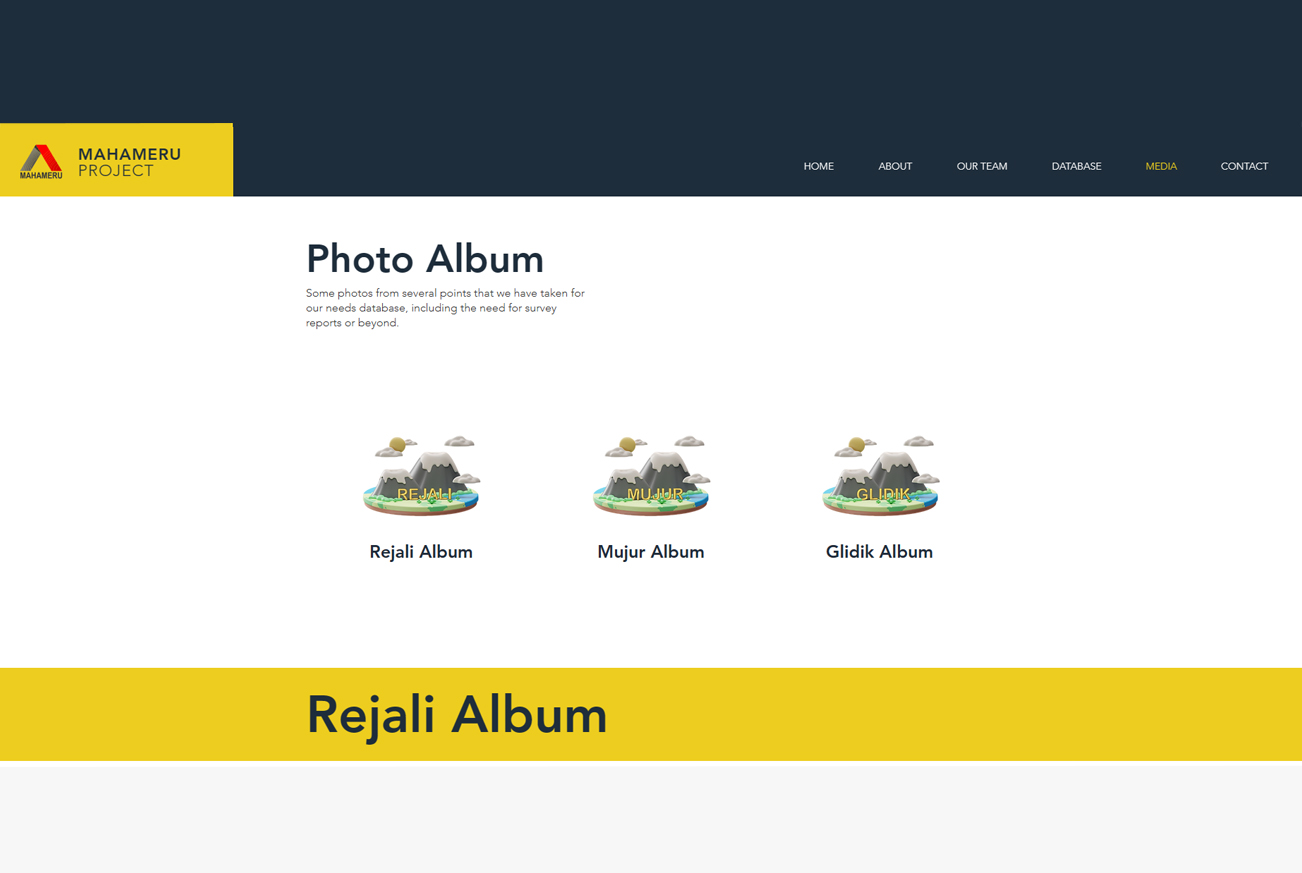 MAHAMERU
MAHAMERU
PROJECT
HOME
ABOUT
OUR TEAM
DATABASE
MEDIA
CONTACT
Photo Album
Some photos from several points that we have taken for
our needs database, including the need for survey
reports or beyond.
REJALI
MUJUR
GLIDIK
Rejali Album
Mujur Album
Glidik Album
Rejali Album